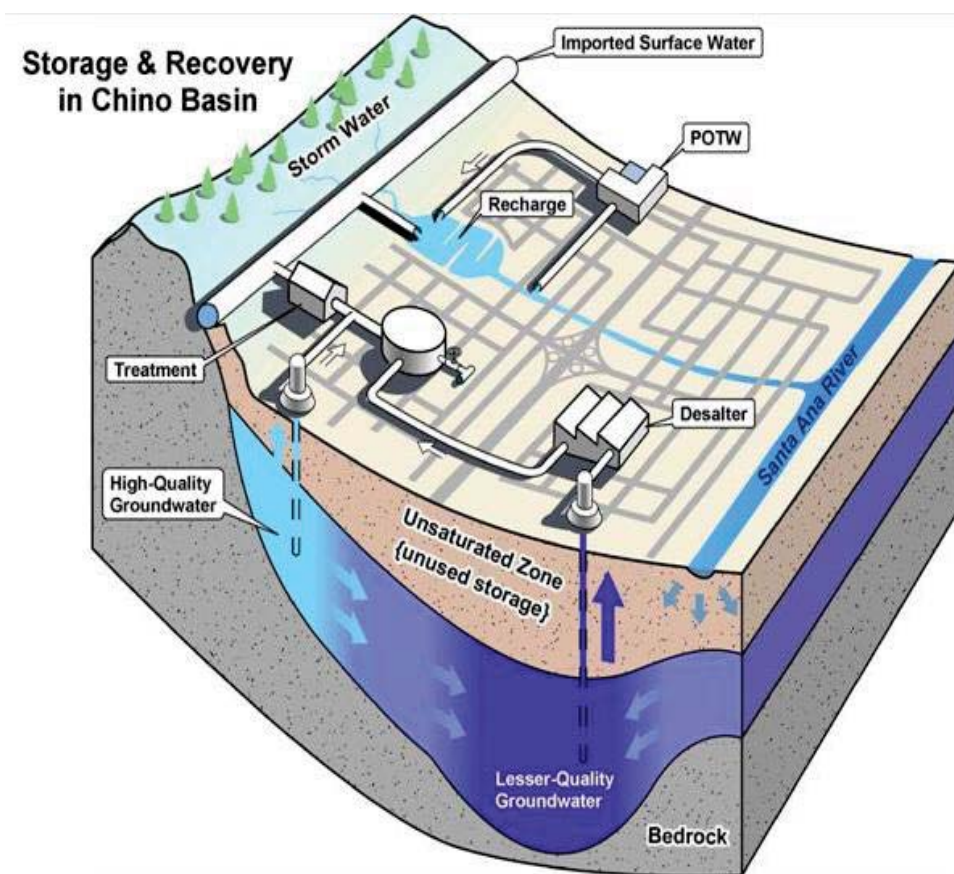 Storage & Recovery
in Chino Basin
Imported Surface Water
Storm Water
POTW
Recharge
Treatment
Desalter
Santa Ana River
High-Quality
Groundwater
Unsaturated Zone
{unused storage}
Lesser-Quality
Groundwater
Bedrock